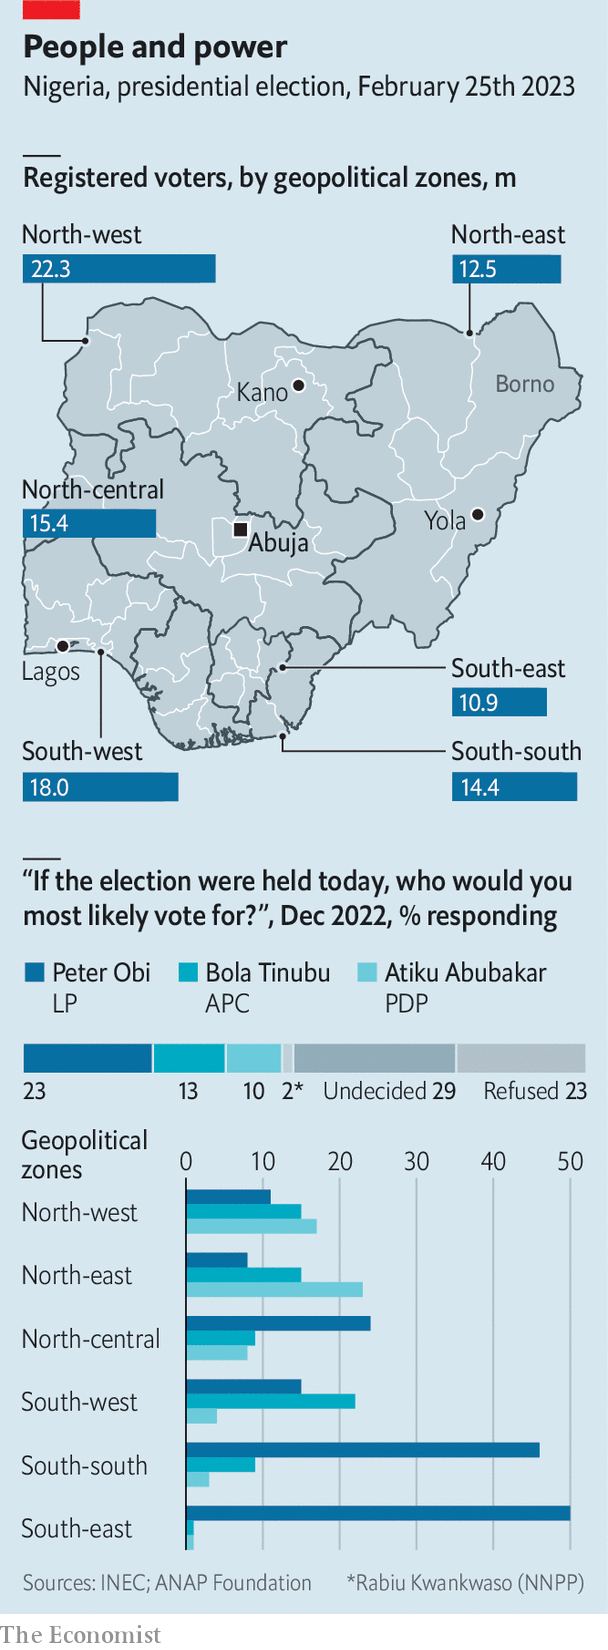 People and power
Nigeria, presidential election, February 25th 2023
Registered voters, by geopolitical zones, m
North-west
22.3
North-east
12.5
Borno
Kano
North-central
15.4
Yola
Abuja
Lagos
South-east
10.9
South-west
18.0
South-south
14.4
“If the election were held today, who would you
most likely vote for?”, Dec 2022, % responding
Peter Obi
LP
Bola Tinubu
APC
Atiku Abubakar
PDP
23 13 10 2* Undecided 29 Refused 23
Geopolitical
zones
0 10 20 30 40 50
North-west
North-east
North-central
South-west
South-south
South-east
Sources: INEC; ANAP Foundation *Rabiu Kwankwaso (NNPP)
The Economist